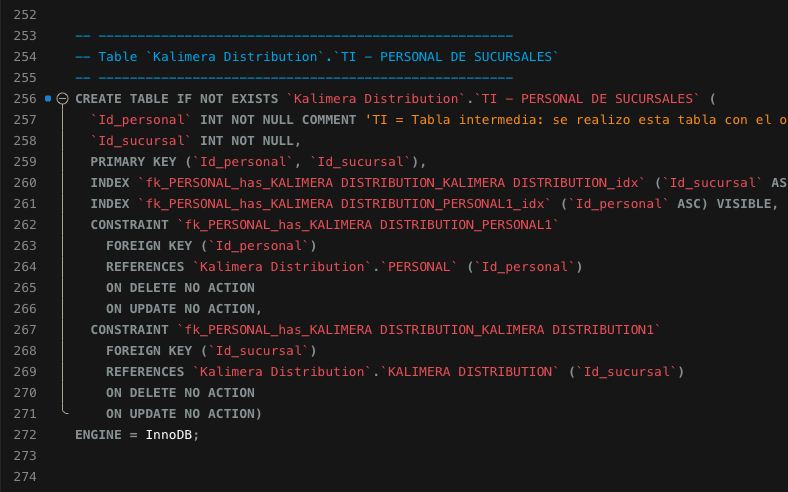 252
253 -- -----------------------------------------------------
254 -- Table `Kalimera Distribution`.`TI - PERSONAL DE SUCURSALES`
255 -- -----------------------------------------------------
256 CREATE TABLE IF NOT EXISTS `Kalimera Distribution`.`TI - PERSONAL DE SUCURSALES` (
257 `Id_personal` INT NOT NULL COMMENT 'TI = Tabla intermedia: se realizo esta tabla con el o
258 `Id_sucursal` INT NOT NULL,
259 PRIMARY KEY (`Id_personal`, `Id_sucursal`),
260 INDEX `fk_PERSONAL_has_KALIMERA DISTRIBUTION_KALIMERA DISTRIBUTION_idx` (`Id_sucursal` AS
261 INDEX `fk_PERSONAL_has_KALIMERA DISTRIBUTION_PERSONAL1_idx` (`Id_personal` ASC) VISIBLE,
262 CONSTRAINT `fk_PERSONAL_has_KALIMERA DISTRIBUTION_PERSONAL1`
263 FOREIGN KEY (`Id_personal`)
264 REFERENCES `Kalimera Distribution`.`PERSONAL` (`Id_personal`)
265 ON DELETE NO ACTION
266 ON UPDATE NO ACTION,
267 CONSTRAINT `fk_PERSONAL_has_KALIMERA DISTRIBUTION_KALIMERA DISTRIBUTION1`
268 FOREIGN KEY (`Id_sucursal`)
269 REFERENCES `Kalimera Distribution`.`KALIMERA DISTRIBUTION` (`Id_sucursal`)
270 ON DELETE NO ACTION
271 ON UPDATE NO ACTION)
272 ENGINE = InnoDB;
273
274